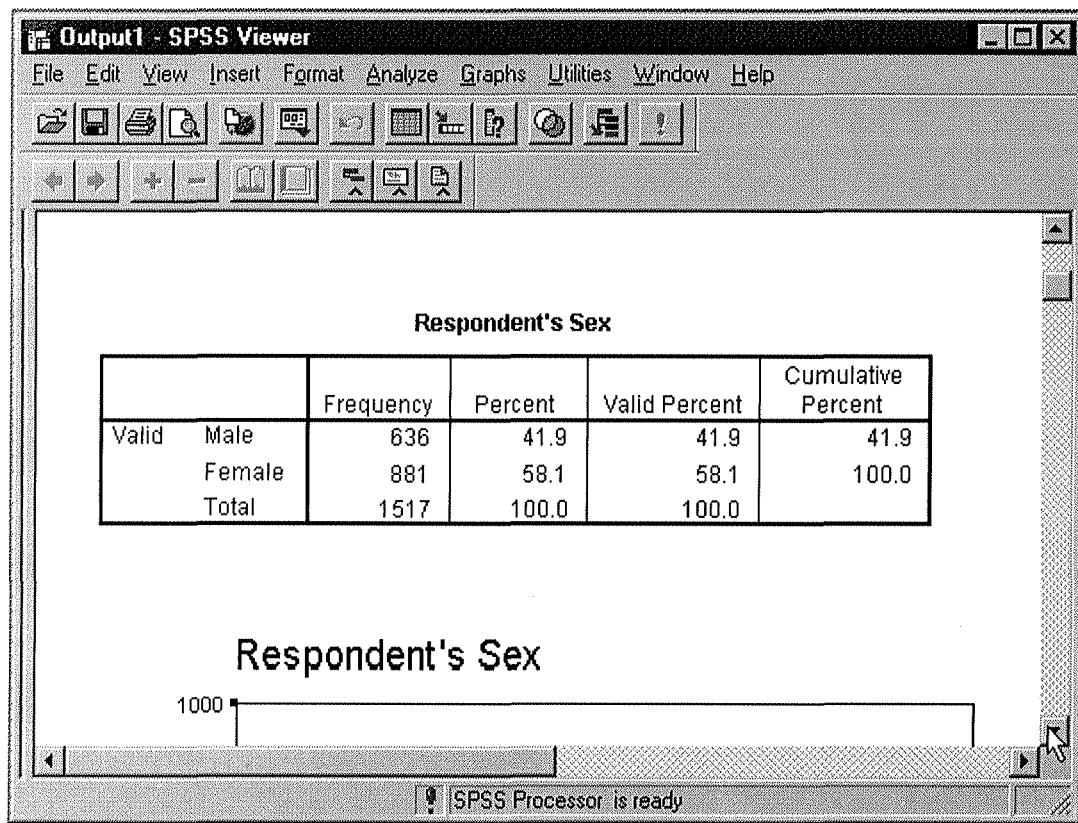 Output1 - SPSS Viewer
File Edit View Insert Format Analyze Graphs Utilities Window Help
Respondent's Sex
Frequency Percent Valid Percent Cumulative Percent
Valid Male 636 41.9 41.9 41.9
Female 881 58.1 58.1 100.0
Total 1517 100.0 100.0
Respondent's Sex
1000
SPSS Processor is ready